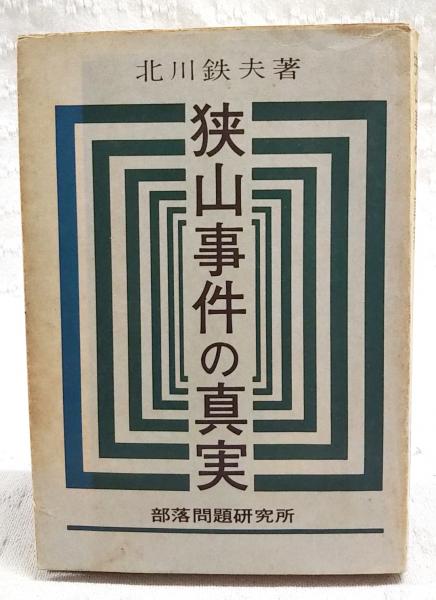 北川鉄夫著
狭山事件の真実
部落問題研究所